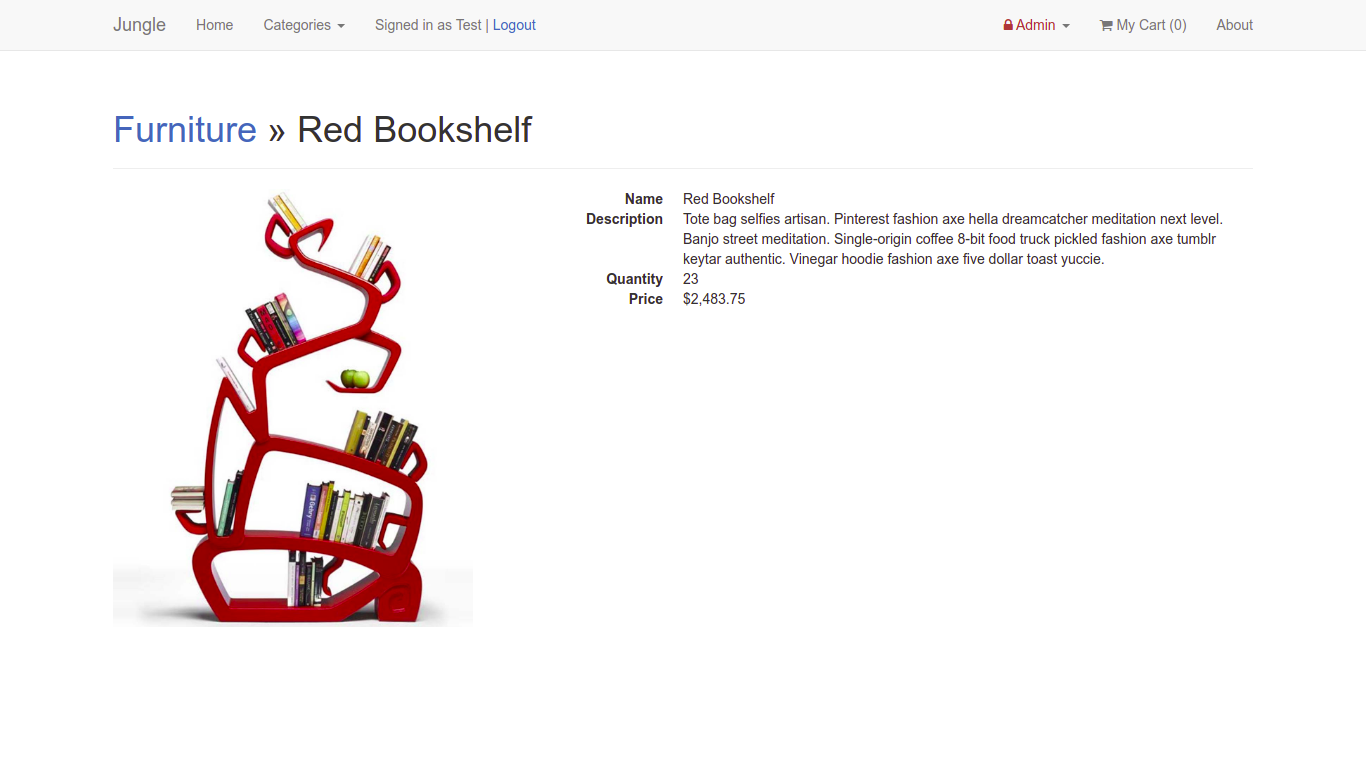 Jungle Home Categories Signed in as Test | Logout Admin My Cart (0) About
Furniture » Red Bookshelf
Name Red Bookshelf
Description Tote bag selfies artisan. Pinterest fashion axe hella dreamcatcher meditation next level.
Banjo street meditation. Single-origin coffee 8-bit food truck pickled fashion axe tumblr
keytar authentic. Vinegar hoodie fashion axe five dollar toast yuccie.
Quantity 23
Price $2,483.75